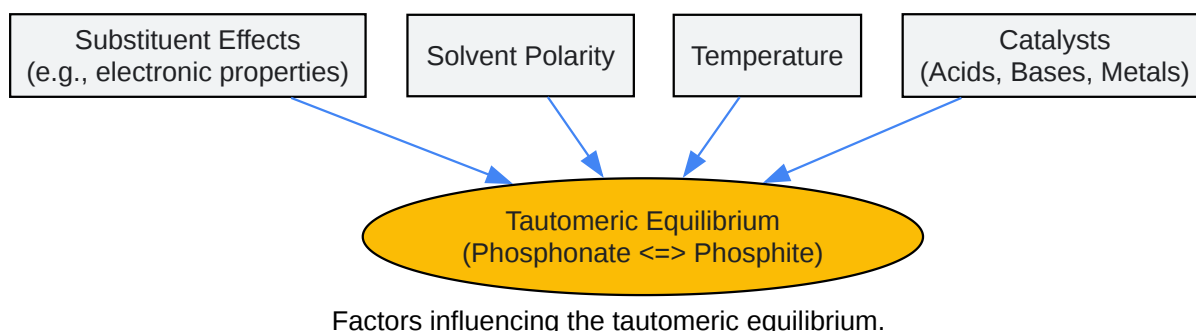 Substituent Effects
(e.g., electronic properties)
Solvent Polarity
Temperature
Catalysts
(Acids, Bases, Metals)
Tautomeric Equilibrium
(Phosphonate <=> Phosphite)
Factors influencing the tautomeric equilibrium.